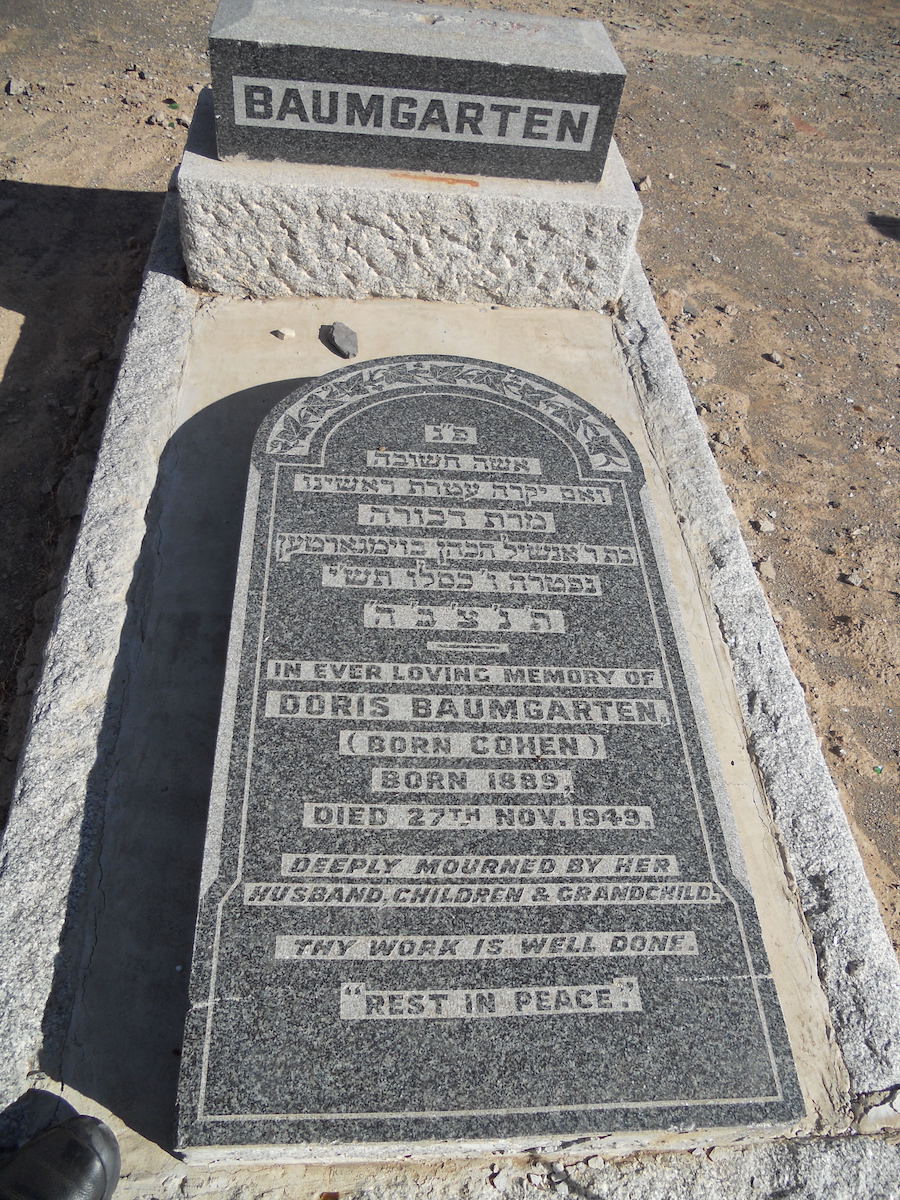 BAUMGARTEN
פ״נ
אשה חשובה
ואם יקרה עטרת ראשינו
מרת דבורה
בת ר׳ אנשיל הכהן בוימגארטען
נפטרה ו׳ כסלו תש״י
ת׳ נ׳ צ׳ ב׳ ה׳
IN EVER LOVING MEMORY OF
DORIS BAUMGARTEN,
(BORN COHEN)
BORN 1889,
DIED 27TH NOV. 1949.
DEEPLY MOURNED BY HER
HUSBAND, CHILDREN & GRANDCHILD.
THY WORK IS WELL DONE.
"REST IN PEACE."